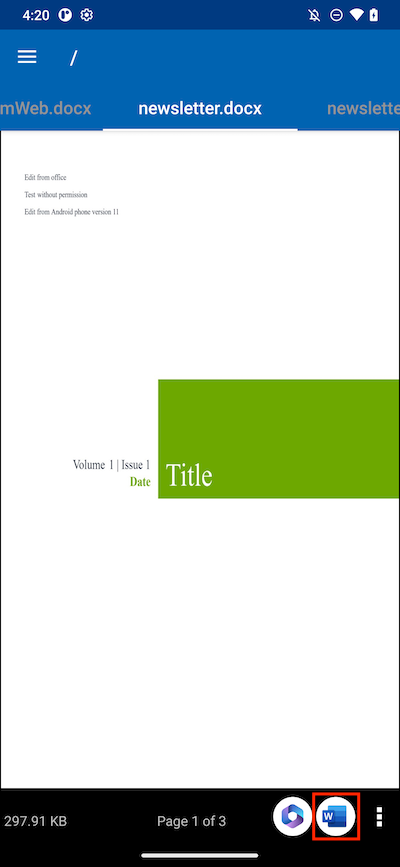 4:20
/
mWeb.docx newsletter.docx newslette
Edit from office
Test without permission
Edit from Android phone version 11
Volume 1 | Issue 1
Date
Title
297.91 KB Page 1 of 3
W